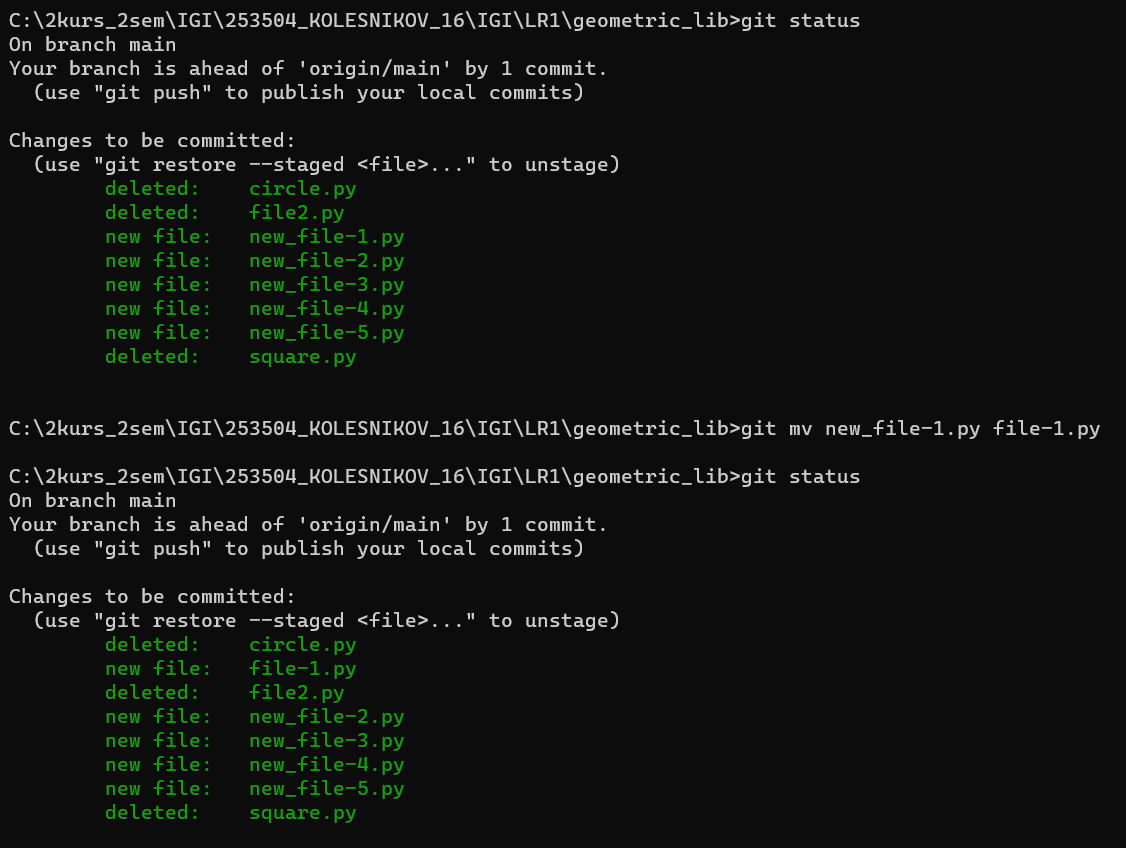 C:\2kurs_2sem\IGI\253504_KOLESNIKOV_16\IGI\LR1\geometric_lib>git status
On branch main
Your branch is ahead of 'origin/main' by 1 commit.
  (use "git push" to publish your local commits)

Changes to be committed:
  (use "git restore --staged <file>..." to unstage)
        deleted:    circle.py
        deleted:    file2.py
        new file:   new_file-1.py
        new file:   new_file-2.py
        new file:   new_file-3.py
        new file:   new_file-4.py
        new file:   new_file-5.py
        deleted:    square.py

C:\2kurs_2sem\IGI\253504_KOLESNIKOV_16\IGI\LR1\geometric_lib>git mv new_file-1.py file-1.py

C:\2kurs_2sem\IGI\253504_KOLESNIKOV_16\IGI\LR1\geometric_lib>git status
On branch main
Your branch is ahead of 'origin/main' by 1 commit.
  (use "git push" to publish your local commits)

Changes to be committed:
  (use "git restore --staged <file>..." to unstage)
        deleted:    circle.py
        new file:   file-1.py
        deleted:    file2.py
        new file:   new_file-2.py
        new file:   new_file-3.py
        new file:   new_file-4.py
        new file:   new_file-5.py
        deleted:    square.py